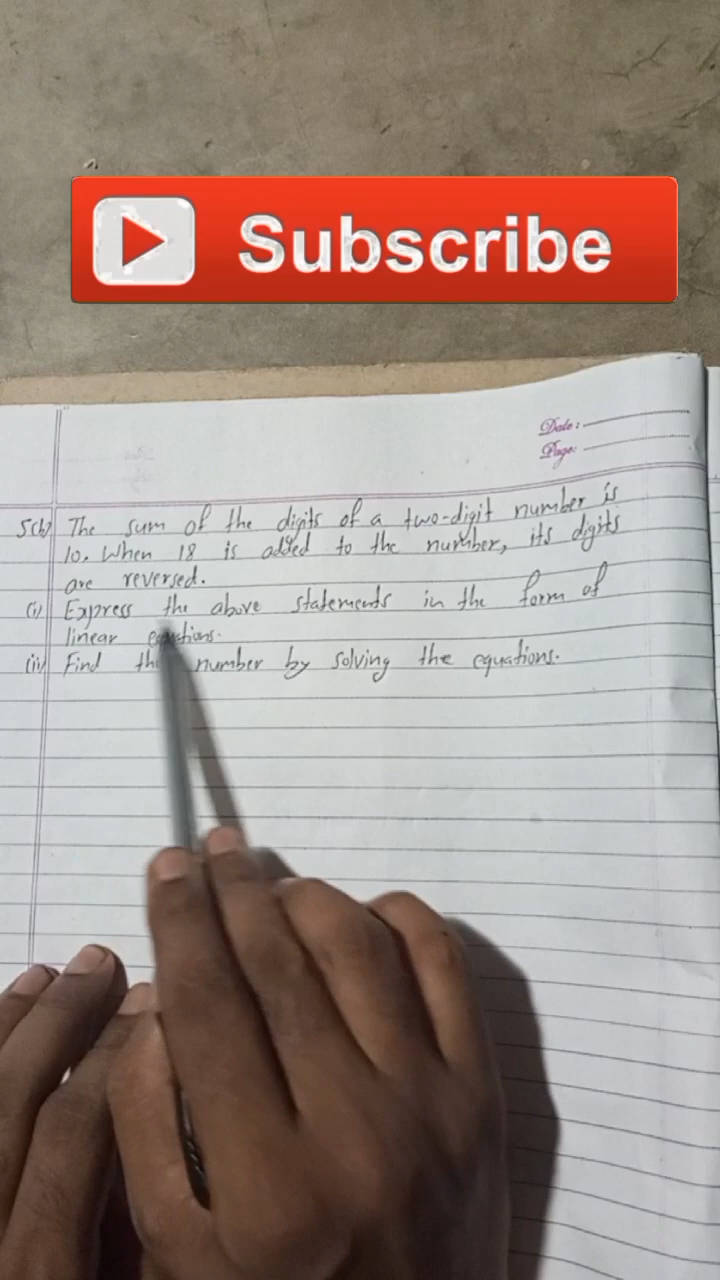 Subscribe
Date:
Page:
5(b) The sum of the digits of a two-digit number is
10. When 18 is added to the number, its digits
are reversed.
(i) Express the above statements in the form of
linear equations.
(ii) Find the number by solving the equations.